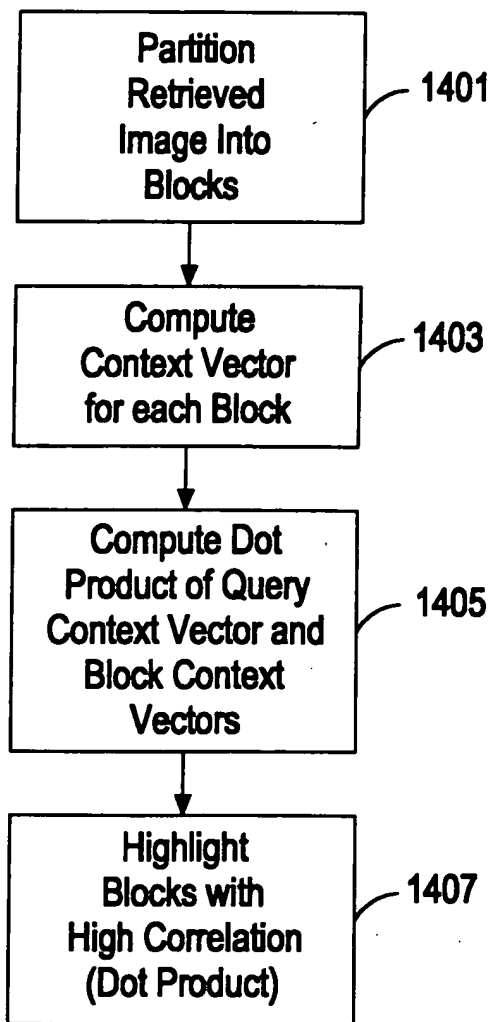 Partition
Retrieved
Image Into
Blocks
1401
Compute
Context Vector
for each Block
1403
Compute Dot
Product of Query
Context Vector and
Block Context
Vectors
1405
Highlight
Blocks with
High Correlation
(Dot Product)
1407